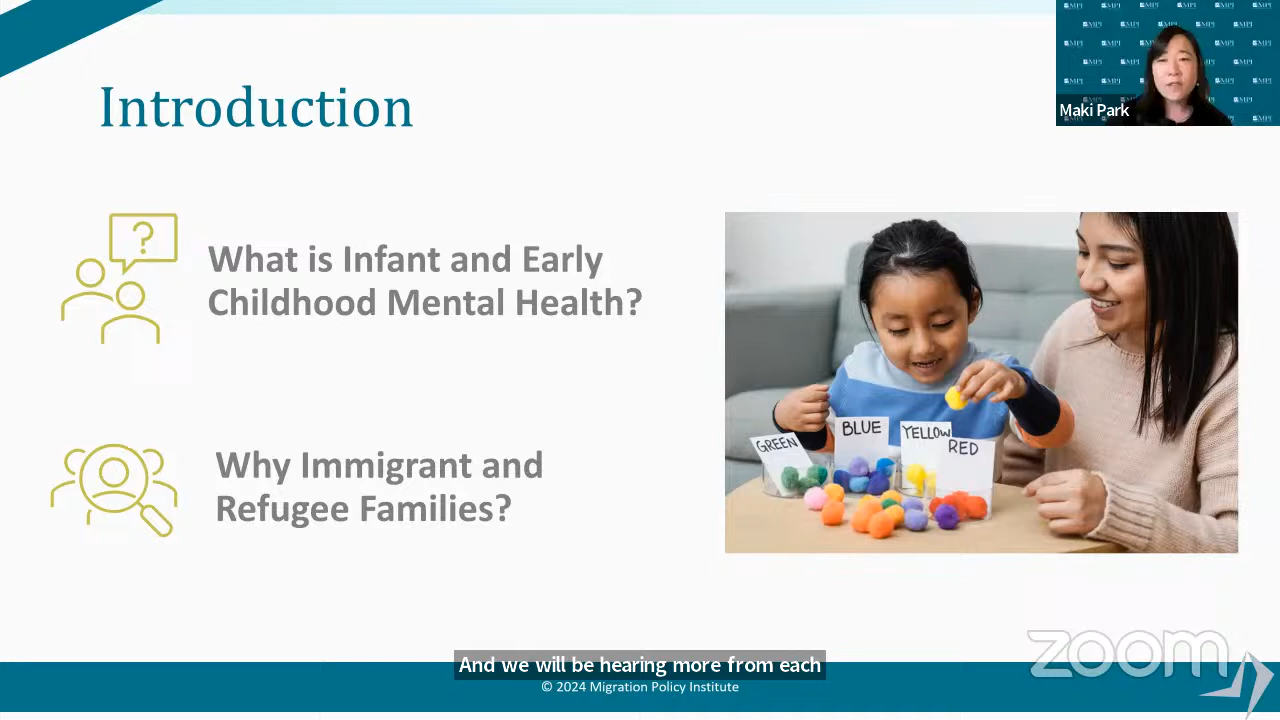 Introduction
MPI
Maki Park
?
What is Infant and Early
Childhood Mental Health?
GREEN
BLUE
YELLOW
RED
Why Immigrant and
Refugee Families?
zoom
And we will be hearing more from each
© 2024 Migration Policy Institute